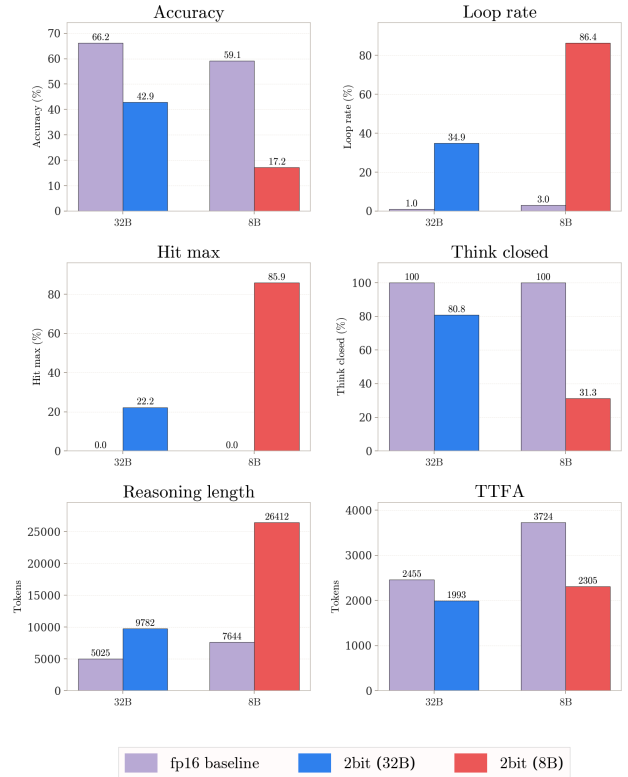 Accuracy
Accuracy (%)
70
60
50
40
30
20
10
0
66.2
42.9
59.1
17.2
32B
8B
Loop rate
Loop rate (%)
80
60
40
20
0
1.0
34.9
3.0
86.4
32B
8B
Hit max
Hit max (%)
80
60
40
20
0
0.0
22.2
0.0
85.9
32B
8B
Think closed
Think closed (%)
100
80
60
40
20
0
100
80.8
100
31.3
32B
8B
Reasoning length
Tokens
25000
20000
15000
10000
5000
0
5025
9782
7644
26412
32B
8B
TTFA
Tokens
4000
3000
2000
1000
0
2455
1993
3724
2305
32B
8B
fp16 baseline
2bit (32B)
2bit (8B)